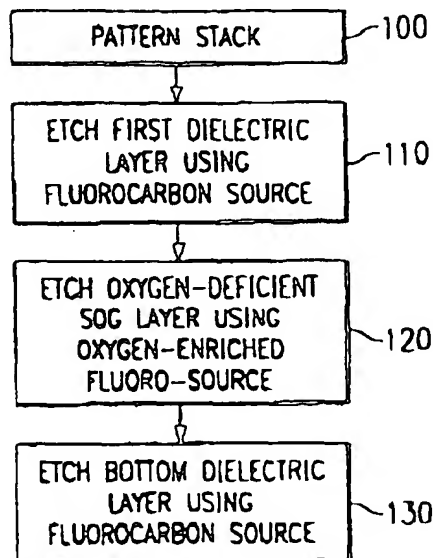 PATTERN STACK
100
ETCH FIRST DIELECTRIC
LAYER USING
FLUOROCARBON SOURCE
110
ETCH OXYGEN-DEFICIENT
SOG LAYER USING
OXYGEN-ENRICHED
FLUORO-SOURCE
120
ETCH BOTTOM DIELECTRIC
LAYER USING
FLUOROCARBON SOURCE
130